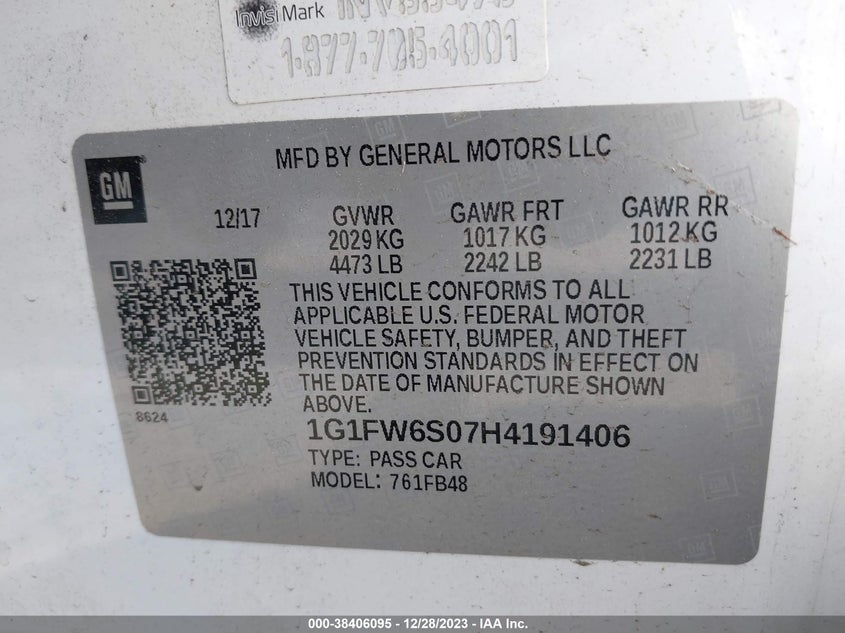 InvisiMark
1-877-705-4001
MFD BY GENERAL MOTORS LLC
GM
12/17
GVWR GAWR FRT GAWR RR
2029 KG 1017 KG 1012 KG
4473 LB 2242 LB 2231 LB
THIS VEHICLE CONFORMS TO ALL
APPLICABLE U.S. FEDERAL MOTOR
VEHICLE SAFETY, BUMPER, AND THEFT
PREVENTION STANDARDS IN EFFECT ON
THE DATE OF MANUFACTURE SHOWN
ABOVE.
8624
1G1FW6S07H4191406
TYPE: PASS CAR
MODEL: 761FB48
000-38406095 - 12/28/2023 - IAA Inc.